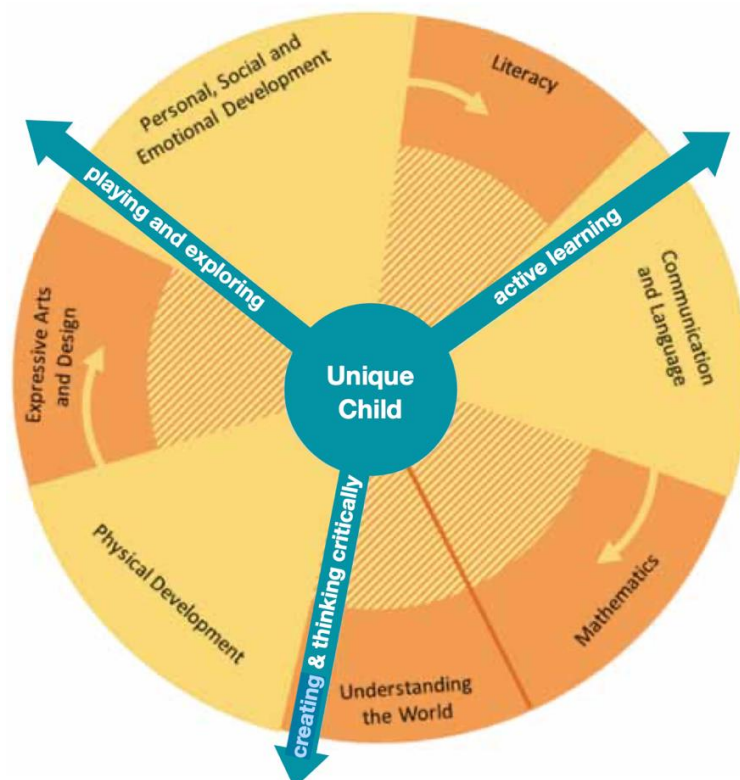 Personal, Social and
Emotional Development
Literacy
playing and exploring
active learning
Communication
and Language
Expressive Arts
and Design
Unique
Child
Physical Development
creating & thinking critically
Mathematics
Understanding
the World